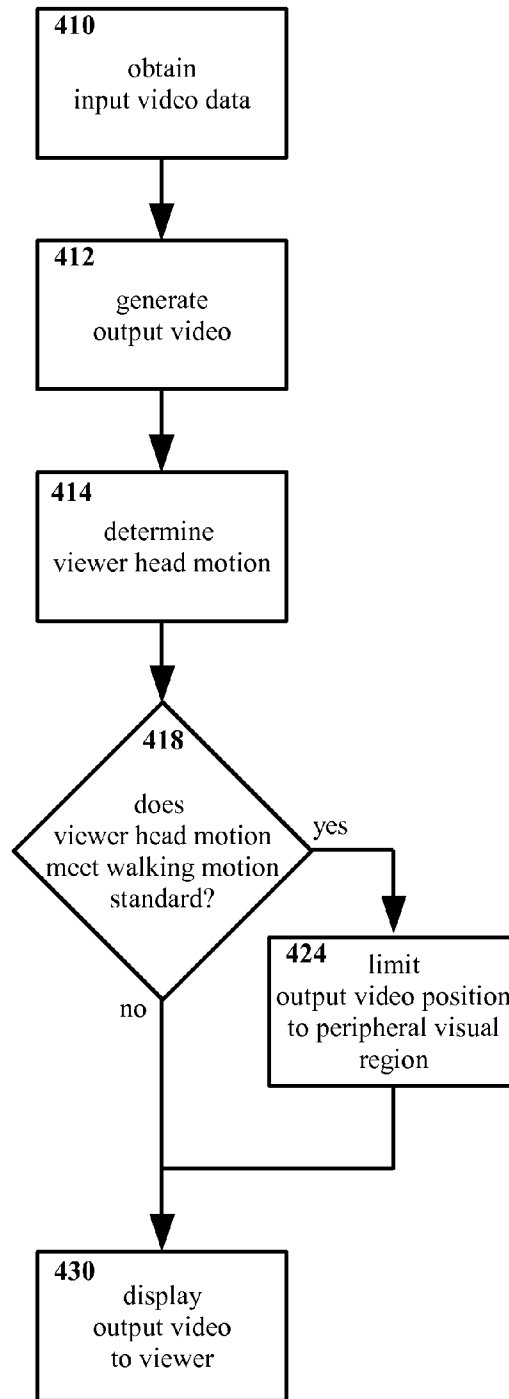 410
obtain
input video data
412
generate
output video
414
determine
viewer head motion
418
does
viewer head motion
meet walking motion
standard?
yes
424
limit
output video position
to peripheral visual
region
no
430
display
output video
to viewer